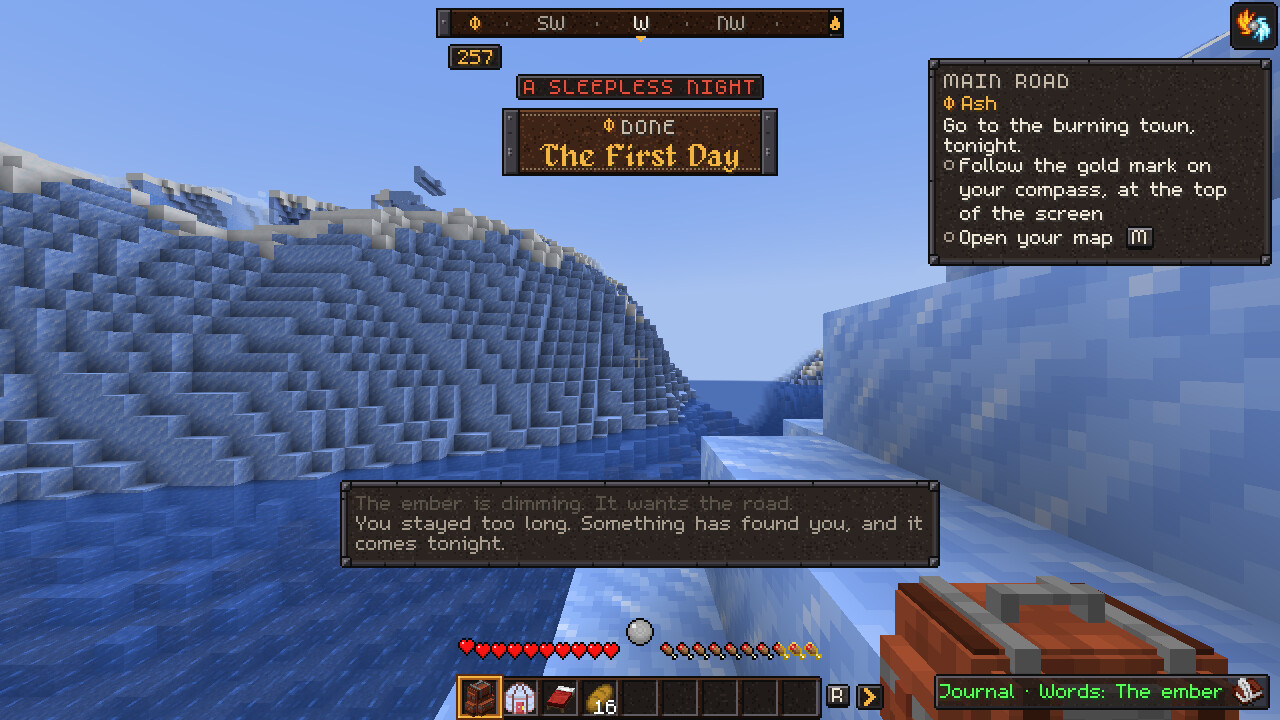 SW W NW
257
A SLEEPLESS NIGHT
DONE
The First Day
MAIN ROAD
Ash
Go to the burning town,
tonight.
Follow the gold mark on
your compass, at the top
of the screen
Open your map M
The ember is dimming. It wants the road.
You stayed too long. Something has found you, and it
comes tonight.
16
R
Journal · Words: The ember